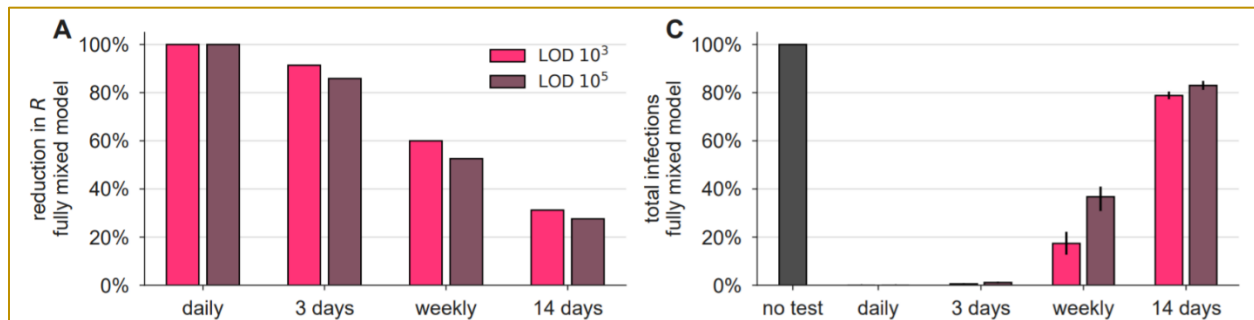 A
reduction in R
fully mixed model
100%
80%
60%
40%
20%
0%
LOD 10³
LOD 10⁵
daily 3 days weekly 14 days
C
total infections
fully mixed model
100%
80%
60%
40%
20%
0%
no test daily 3 days weekly 14 days